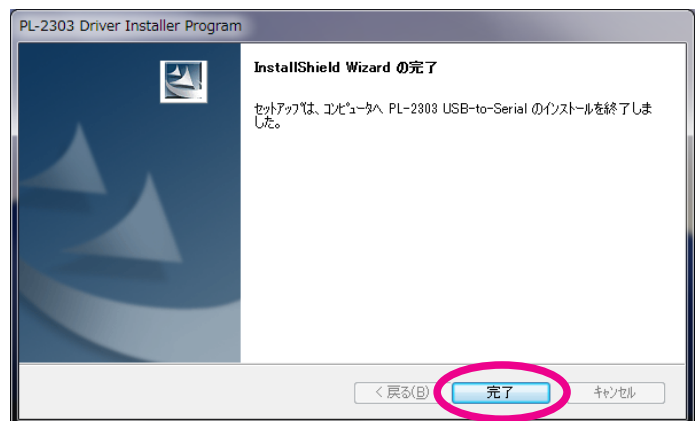 PL-2303 Driver Installer Program
InstallShield Wizard の完了
セットアップは、コンピュータへ PL-2303 USB-to-Serial のインストールを終了しま
した。
< 戻る(B)
完了
キャンセル